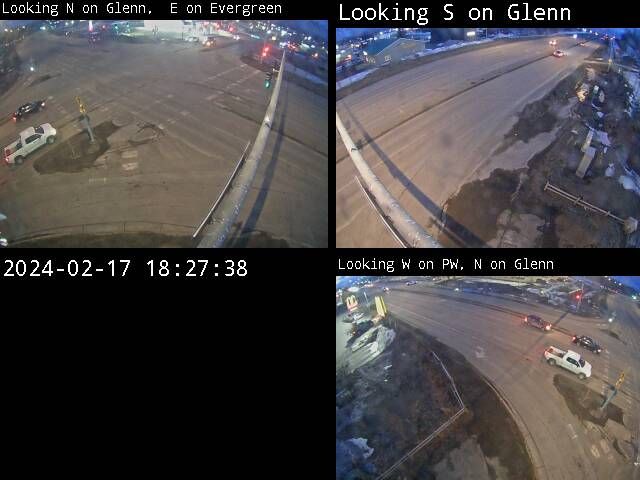 Looking N on Glenn,  E on Evergreen
Looking S on Glenn
2024-02-17 18:27:38
Looking W on PW, N on Glenn